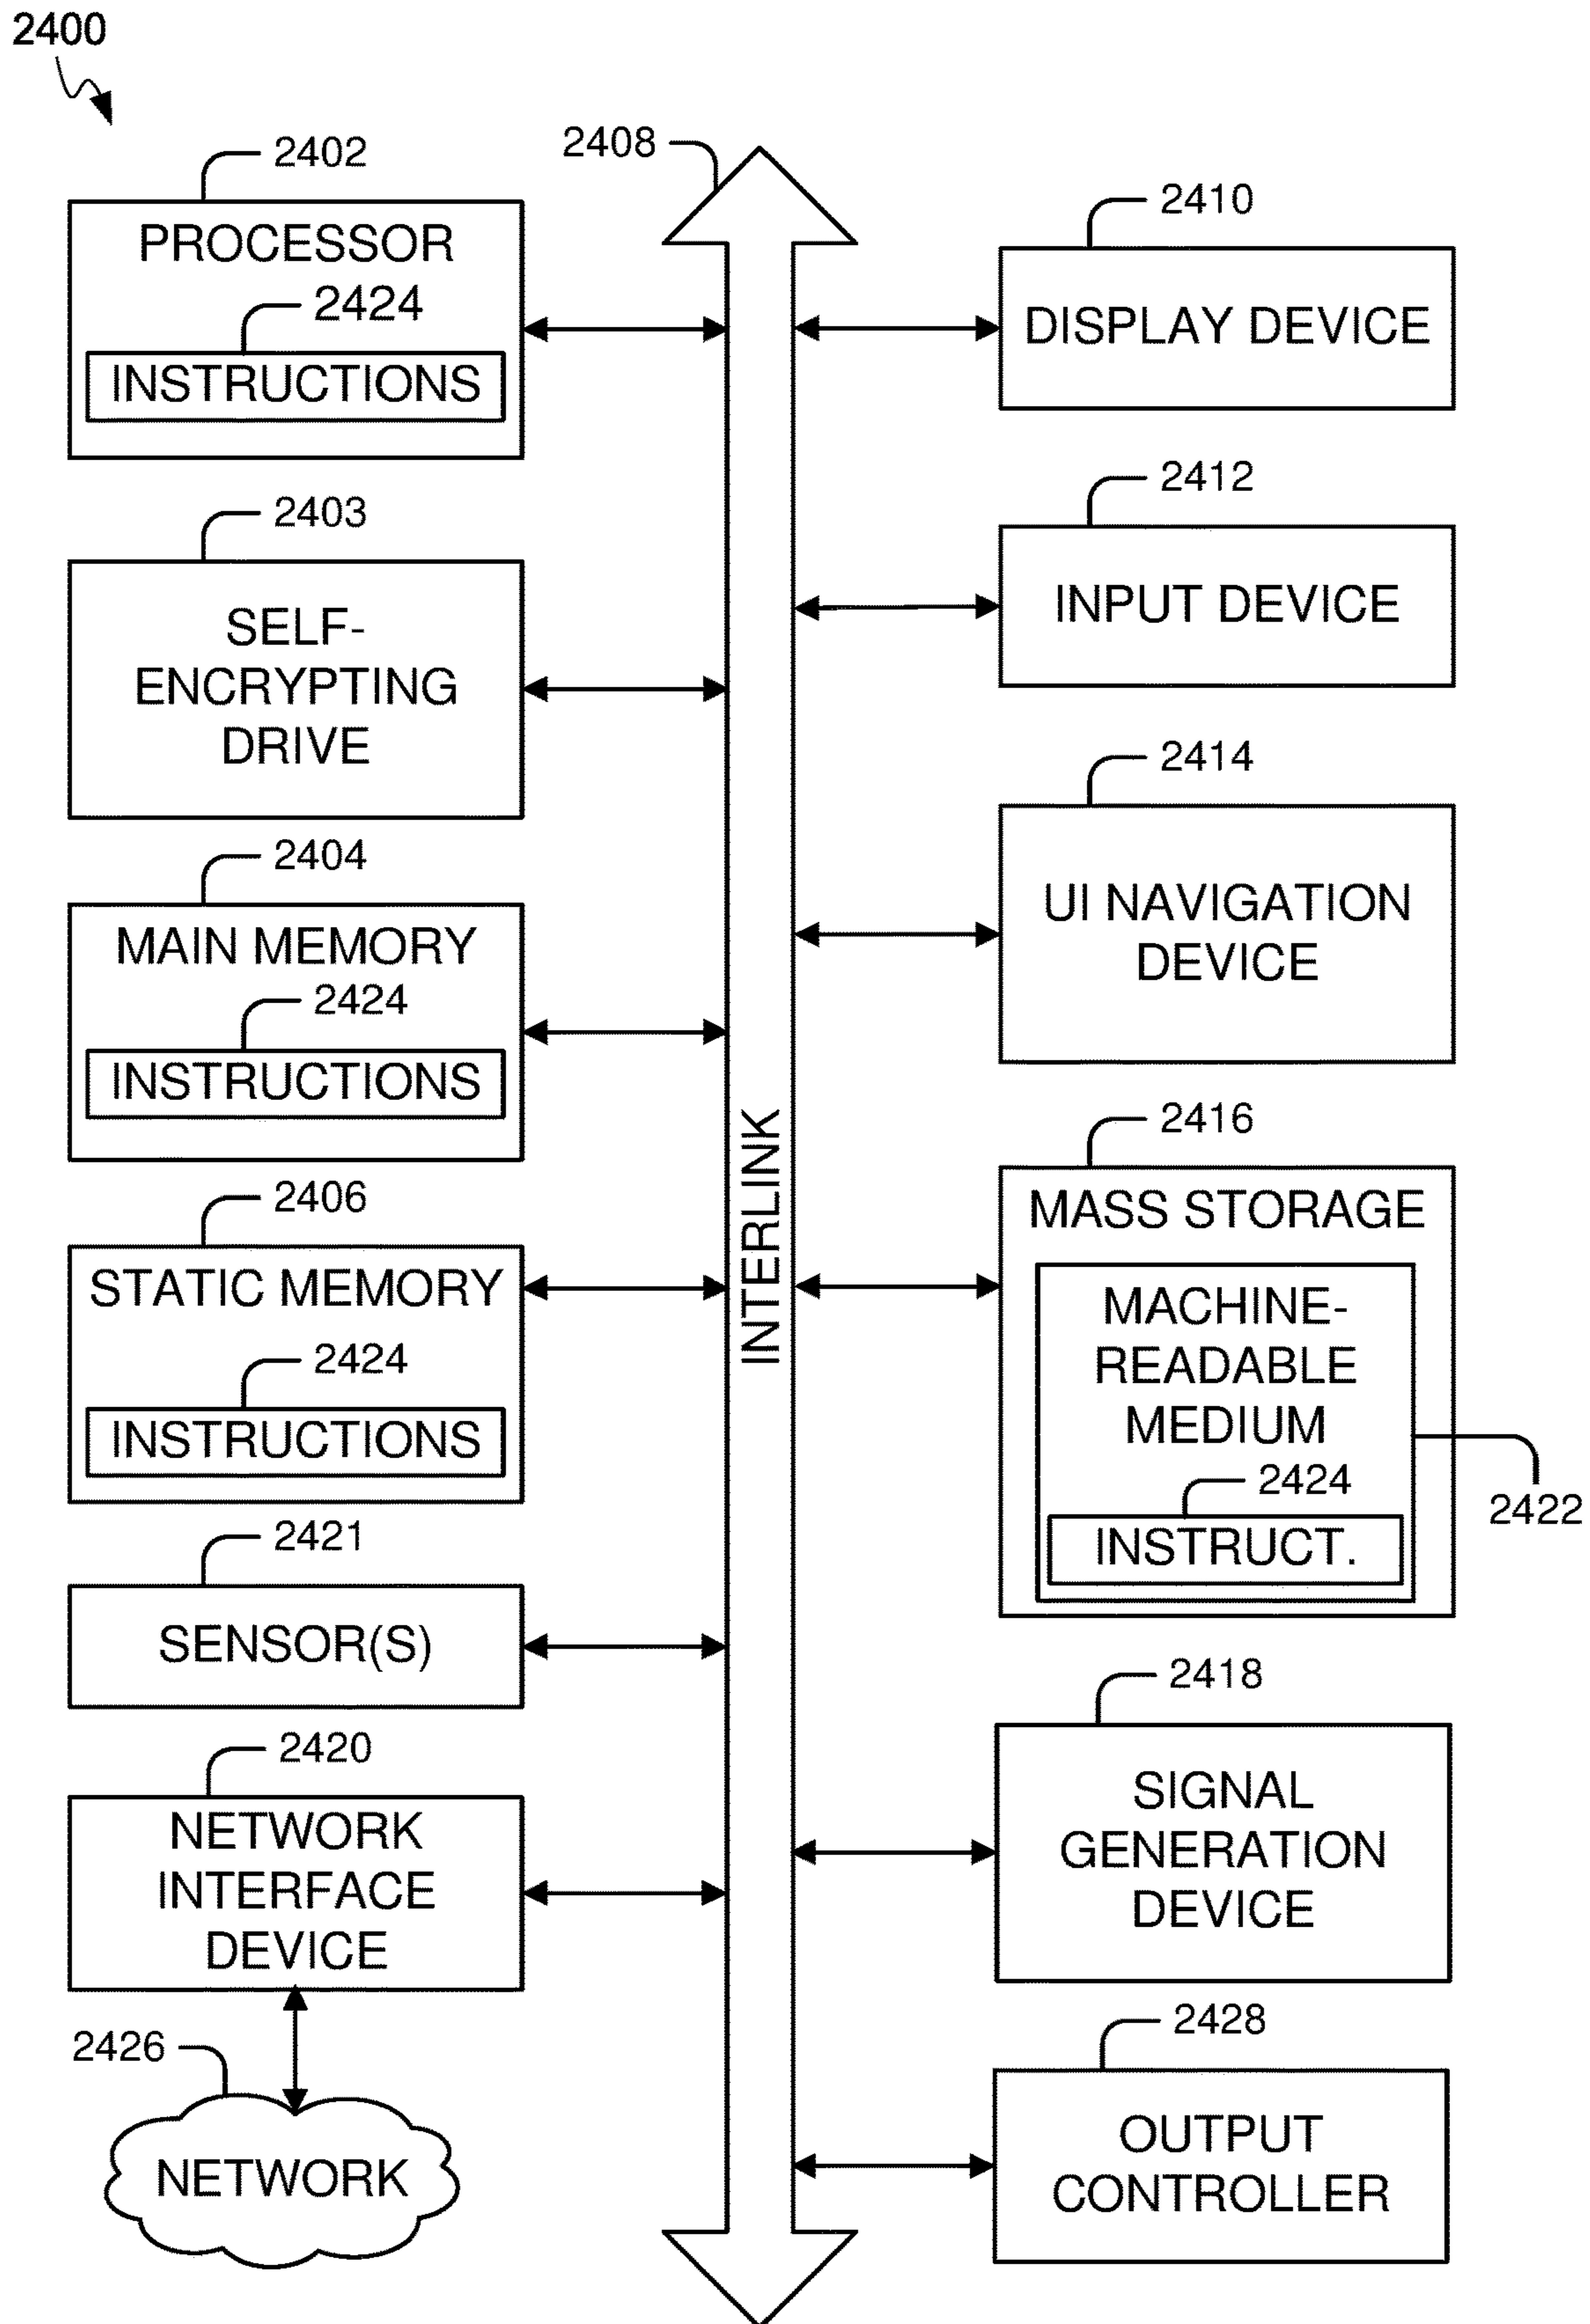 2400
2402
PROCESSOR
2424
INSTRUCTIONS
2403
SELF-
ENCRYPTING
DRIVE
2404
MAIN MEMORY
2424
INSTRUCTIONS
2406
STATIC MEMORY
2424
INSTRUCTIONS
2421
SENSOR(S)
2420
NETWORK
INTERFACE
DEVICE
2426
NETWORK
2408
INTERLINK
2410
DISPLAY DEVICE
2412
INPUT DEVICE
2414
UI NAVIGATION
DEVICE
2416
MASS STORAGE
MACHINE-
READABLE
MEDIUM
2424
INSTRUCT.
2422
2418
SIGNAL
GENERATION
DEVICE
2428
OUTPUT
CONTROLLER